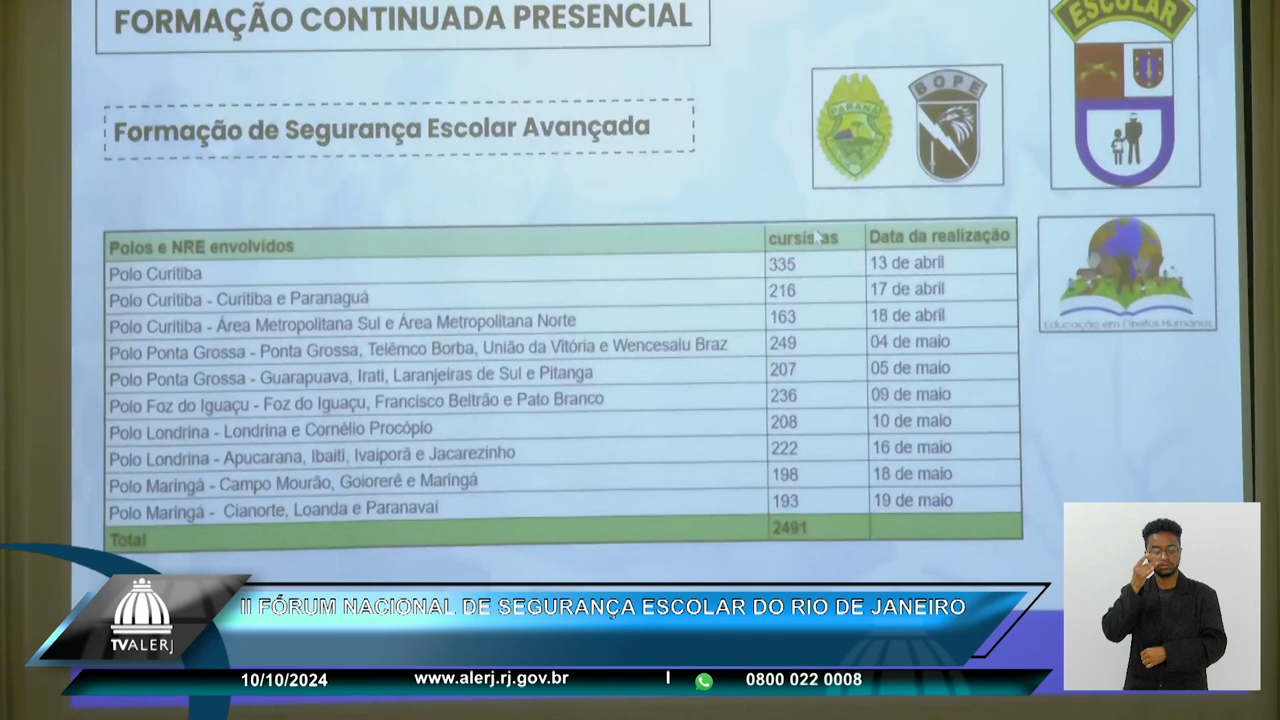 FORMAÇÃO CONTINUADA PRESENCIAL
ESCOLAR
Formação de Segurança Escolar Avançada
PARANÁ
BOPE
Polos e NRE envolvidos cursistas Data da realização
Polo Curitiba 335 13 de abril
Polo Curitiba - Curitiba e Paranaguá 216 17 de abril
Polo Curitiba - Área Metropolitana Sul e Área Metropolitana Norte 163 18 de abril
Polo Ponta Grossa - Ponta Grossa, Telêmco Borba, União da Vitória e Wencesalu Braz 249 04 de maio
Polo Ponta Grossa - Guarapuava, Irati, Laranjeiras de Sul e Pitanga 207 05 de maio
Polo Foz do Iguaçu - Foz do Iguaçu, Francisco Beltrão e Pato Branco 236 09 de maio
Polo Londrina - Londrina e Cornélio Procópio 208 10 de maio
Polo Londrina - Apucarana, Ibaiti, Ivaiporã e Jacarezinho 222 16 de maio
Polo Maringá - Campo Mourão, Goiorerê e Maringá 198 18 de maio
Polo Maringá - Cianorte, Loanda e Paranavaí 193 19 de maio
Total 2491
Educação em Direitos Humanos
II FÓRUM NACIONAL DE SEGURANÇA ESCOLAR DO RIO DE JANEIRO
TVALERJ
10/10/2024 www.alerj.rj.gov.br | 0800 022 0008